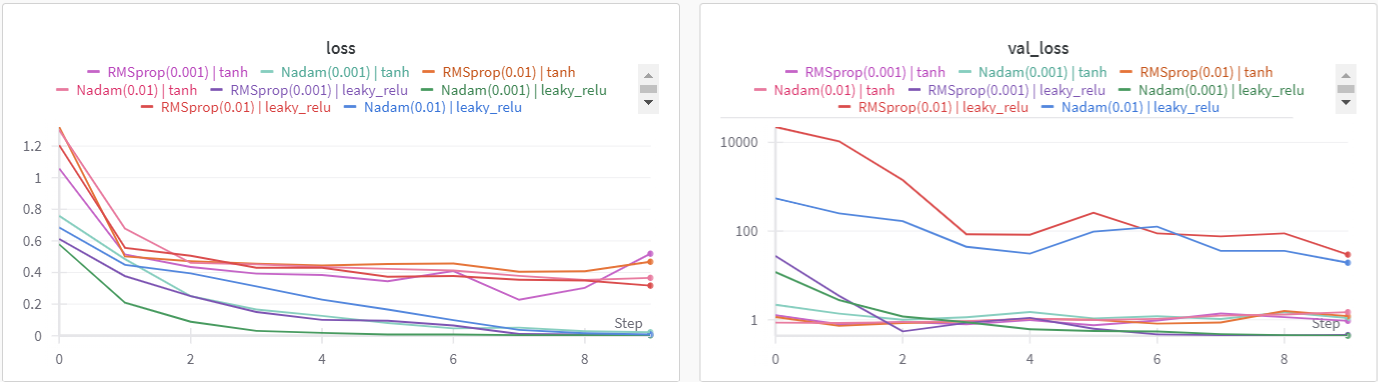 loss
RMSprop(0.001) | tanh Nadam(0.001) | tanh RMSprop(0.01) | tanh
Nadam(0.01) | tanh RMSprop(0.001) | leaky_relu Nadam(0.001) | leaky_relu
RMSprop(0.01) | leaky_relu Nadam(0.01) | leaky_relu
1.2
1
0.8
0.6
0.4
0.2
0
Step
0 2 4 6 8
val_loss
RMSprop(0.001) | tanh Nadam(0.001) | tanh RMSprop(0.01) | tanh
Nadam(0.01) | tanh RMSprop(0.001) | leaky_relu Nadam(0.001) | leaky_relu
RMSprop(0.01) | leaky_relu Nadam(0.01) | leaky_relu
10000
100
1
Step
0 2 4 6 8